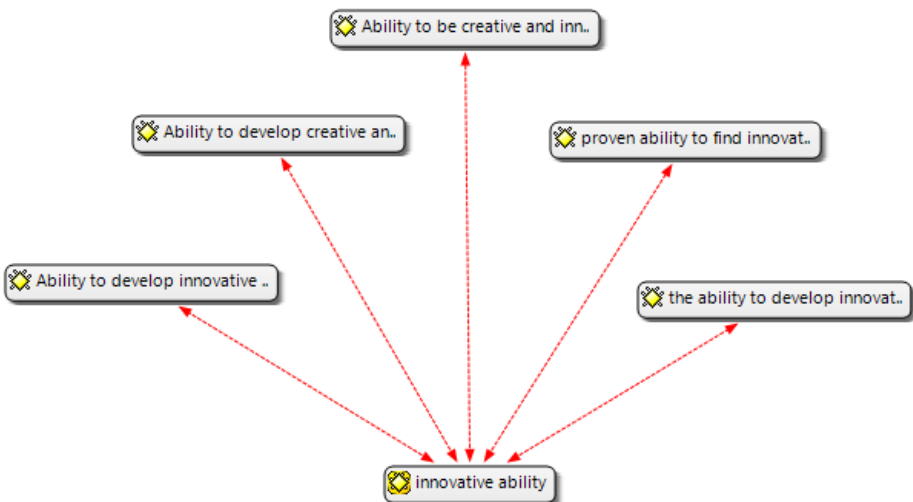 Ability to be creative and inn..
Ability to develop creative an..
proven ability to find innovat..
Ability to develop innovative ..
the ability to develop innovat..
innovative ability